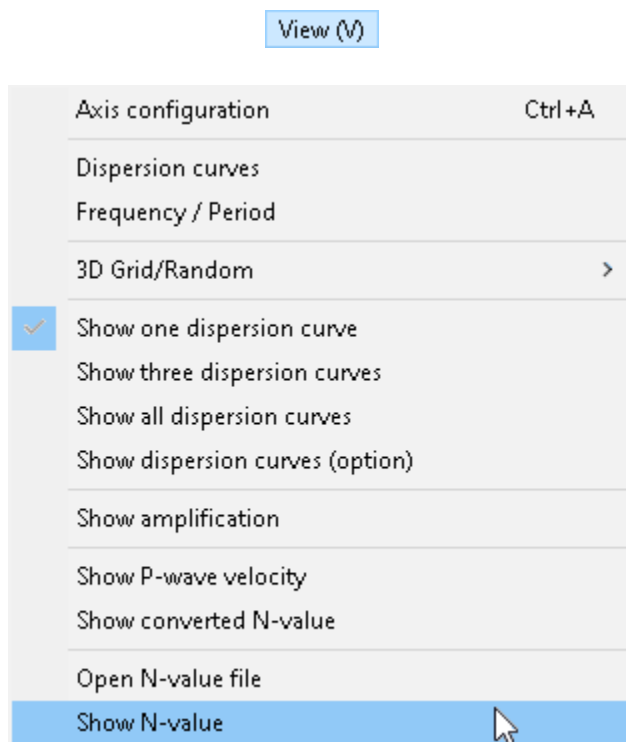 View (V)
Axis configuration Ctrl+A
Dispersion curves
Frequency / Period
3D Grid/Random
Show one dispersion curve
Show three dispersion curves
Show all dispersion curves
Show dispersion curves (option)
Show amplification
Show P-wave velocity
Show converted N-value
Open N-value file
Show N-value